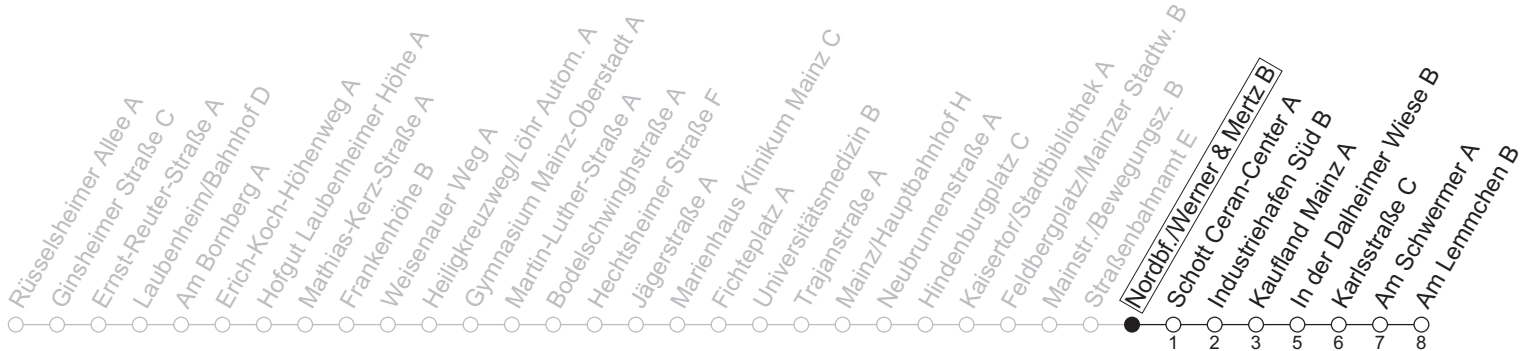 Rüsselsheimer Allee A
Ginsheimer Straße C
Ernst-Reuter-Straße A
Laubenheim/Bahnhof D
Am Bornberg A
Erich-Koch-Höhenweg A
Hofgut Laubenheimer Höhe A
Mathias-Kerz-Straße A
Frankenhöhe B
Weisenauer Weg A
Heiligkreuzweg/Löhr Autom. A
Gymnasium Mainz-Oberstadt A
Martin-Luther-Straße A
Bodelschwinghstraße A
Hechtsheimer Straße F
Jägerstraße A
Marienhaus Klinikum Mainz C
Fichteplatz A
Universitätsmedizin B
Trajanstraße A
Mainz/Hauptbahnhof H
Neubrunnenstraße A
Hindenburgplatz C
Kaisertor/Stadtbibliothek A
Feldbergplatz/Mainzer Stadtw. B
Mainstr./Bewegungsz. B
Straßenbahnamt E
Nordbf./Werner & Mertz B
Schott Ceran-Center A
Industriehafen Süd B
Kaufland Mainz A
In der Dalheimer Wiese B
Karlsstraße C
Am Schwermer A
Am Lemmchen B
1 2 3 5 6 7 8